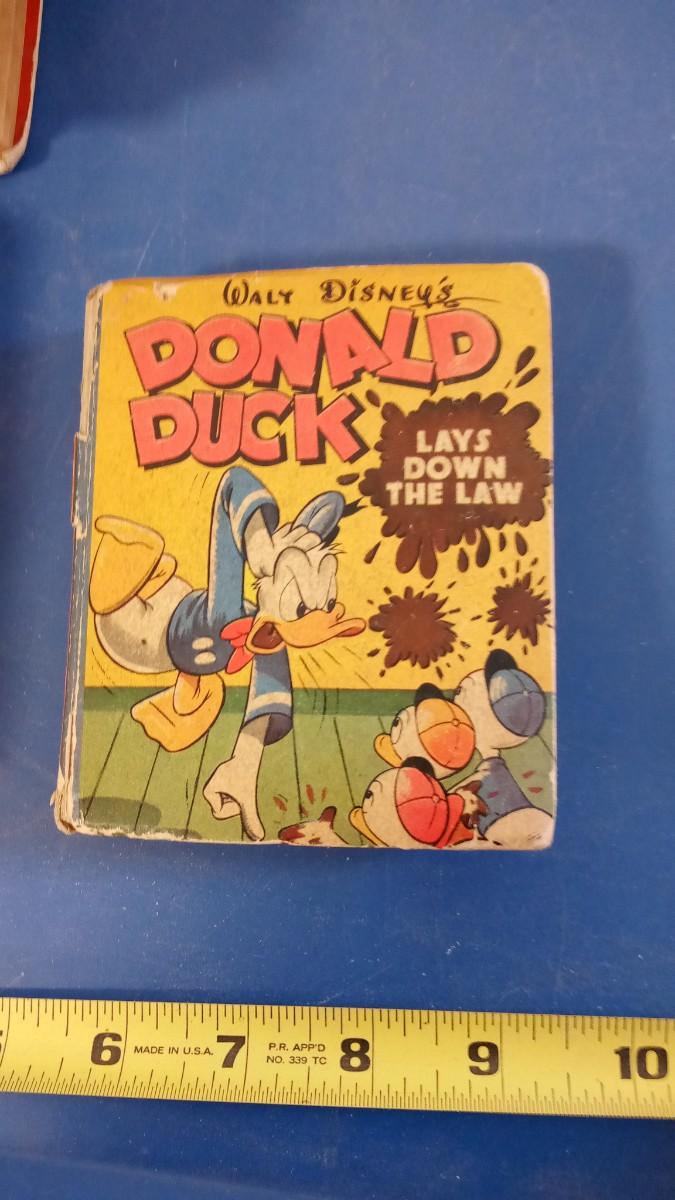 WALT DISNEY'S
DONALD
DUCK
LAYS
DOWN
THE LAW
6 MADE IN U.S.A. 7 P.R. APP'D 8 9 10
NO. 339 TC